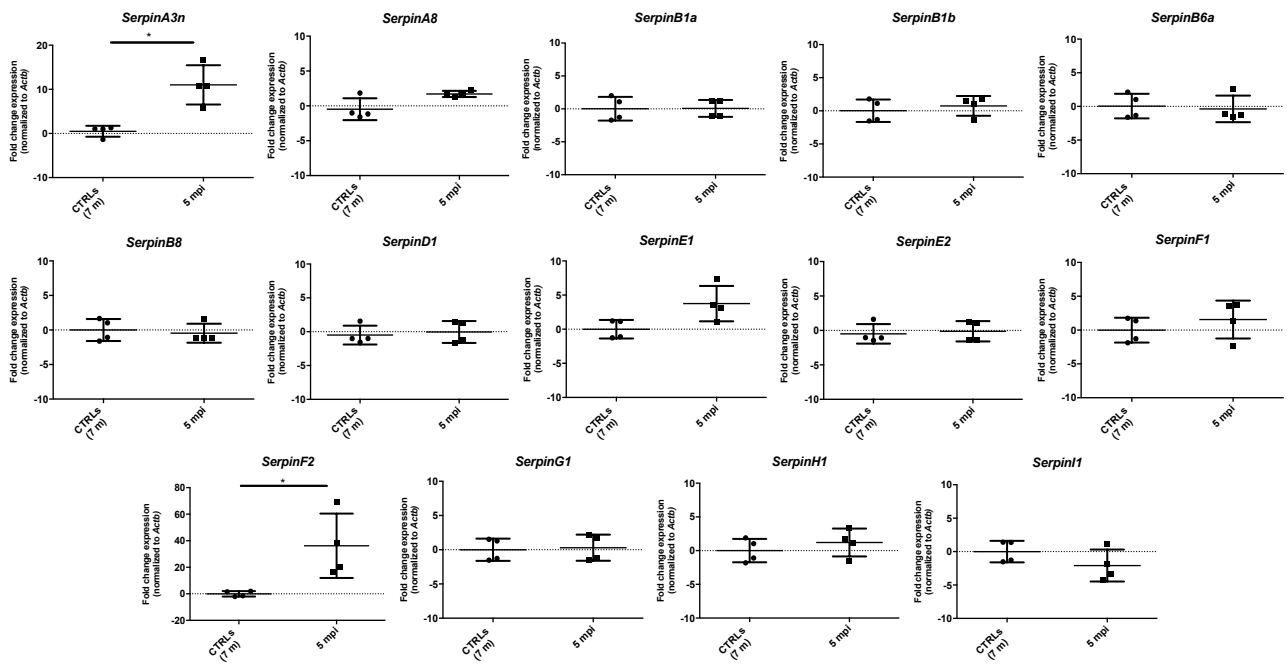 SerpinA3n
Fold change expression
(normalized to Actb)
20
10
0
-10
*
CTRLs
(7 m)
5 mpi
SerpinA8
Fold change expression
(normalized to Actb)
10
5
0
-5
-10
CTRLs
(7 m)
5 mpi
SerpinB1a
Fold change expression
(normalized to Actb)
10
5
0
-5
-10
CTRLs
(7 m)
5 mpi
SerpinB1b
Fold change expression
(normalized to Actb)
10
5
0
-5
-10
CTRLs
(7 m)
5 mpi
SerpinB6a
Fold change expression
(normalized to Actb)
10
5
0
-5
-10
CTRLs
(7 m)
5 mpi
SerpinB8
Fold change expression
(normalized to Actb)
10
5
0
-5
-10
CTRLs
(7 m)
5 mpi
SerpinD1
Fold change expression
(normalized to Actb)
10
5
0
-5
-10
CTRLs
(7 m)
5 mpi
SerpinE1
Fold change expression
(normalized to Actb)
10
5
0
-5
-10
CTRLs
(7 m)
5 mpi
SerpinE2
Fold change expression
(normalized to Actb)
10
5
0
-5
-10
CTRLs
(7 m)
5 mpi
SerpinF1
Fold change expression
(normalized to Actb)
10
5
0
-5
-10
CTRLs
(7 m)
5 mpi
SerpinF2
Fold change expression
(normalized to Actb)
80
60
40
20
0
-20
*
CTRLs
(7 m)
5 mpi
SerpinG1
Fold change expression
(normalized to Actb)
10
5
0
-5
-10
CTRLs
(7 m)
5 mpi
SerpinH1
Fold change expression
(normalized to Actb)
10
5
0
-5
-10
CTRLs
(7 m)
5 mpi
SerpinI1
Fold change expression
(normalized to Actb)
10
5
0
-5
-10
CTRLs
(7 m)
5 mpi